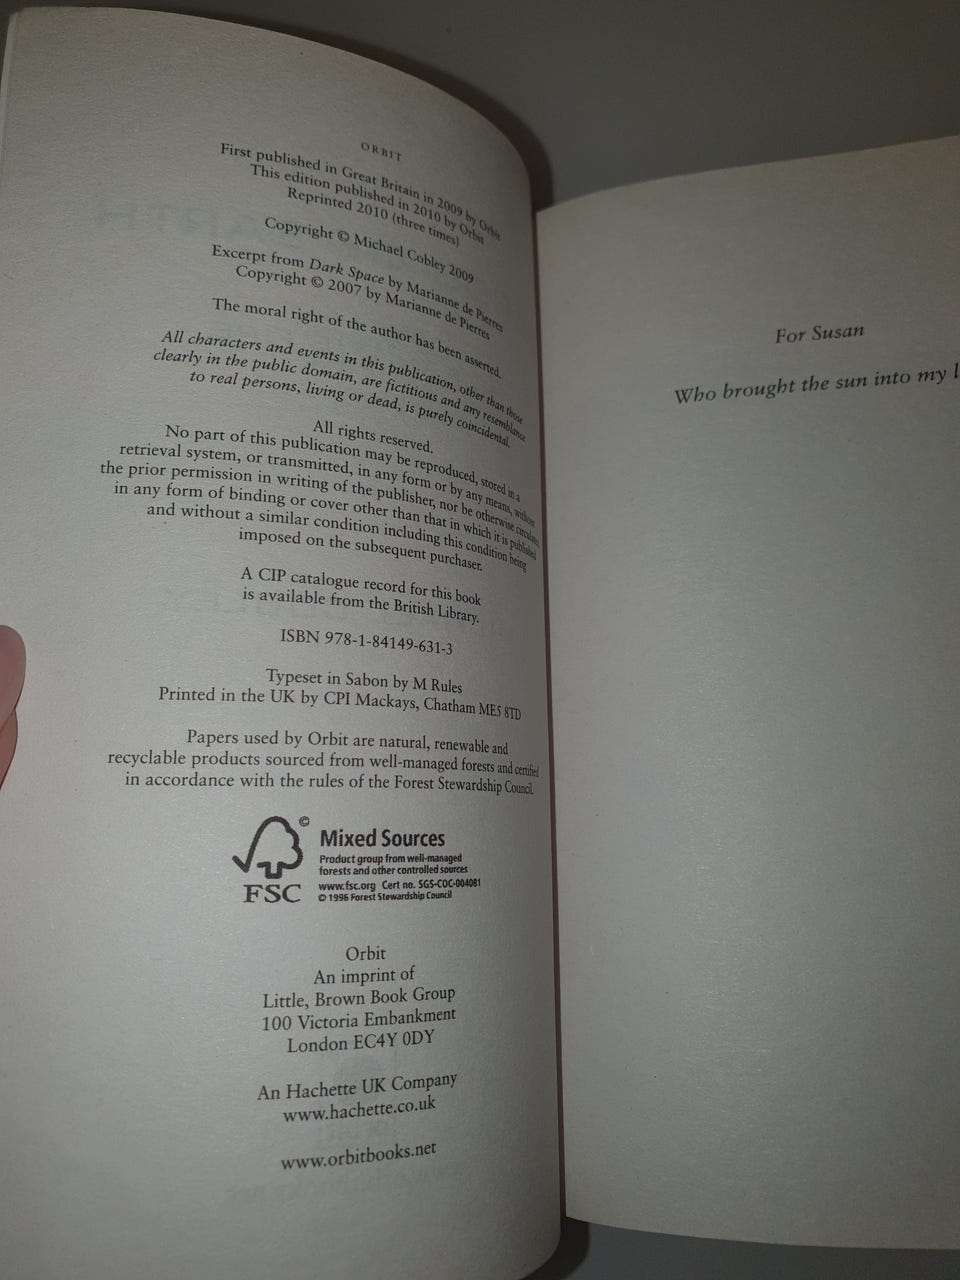 ORBIT
First published in Great Britain in 2009 by Orbit
This edition published in 2010 by Orbit
Reprinted 2010 (three times)
Copyright © Michael Cobley 2009
Excerpt from Dark Space by Marianne de Pierres
Copyright © 2007 by Marianne de Pierres
The moral right of the author has been asserted.
All characters and events in this publication, other than those
clearly in the public domain, are fictitious and any resemblance
to real persons, living or dead, is purely coincidental.
All rights reserved.
No part of this publication may be reproduced, stored in a
retrieval system, or transmitted, in any form or by any means, without
the prior permission in writing of the publisher, nor be otherwise circulated
in any form of binding or cover other than that in which it is published
and without a similar condition including this condition being
imposed on the subsequent purchaser.
A CIP catalogue record for this book
is available from the British Library.
ISBN 978-1-84149-631-3
Typeset in Sabon by M Rules
Printed in the UK by CPI Mackays, Chatham ME5 8TD
Papers used by Orbit are natural, renewable and
recyclable products sourced from well-managed forests and certified
in accordance with the rules of the Forest Stewardship Council.
©
FSC
Mixed Sources
Product group from well-managed
forests and other controlled sources
www.fsc.org Cert no. SGS-COC-004081
© 1996 Forest Stewardship Council
Orbit
An imprint of
Little, Brown Book Group
100 Victoria Embankment
London EC4Y 0DY
An Hachette UK Company
www.hachette.co.uk
www.orbitbooks.net
For Susan
Who brought the sun into my